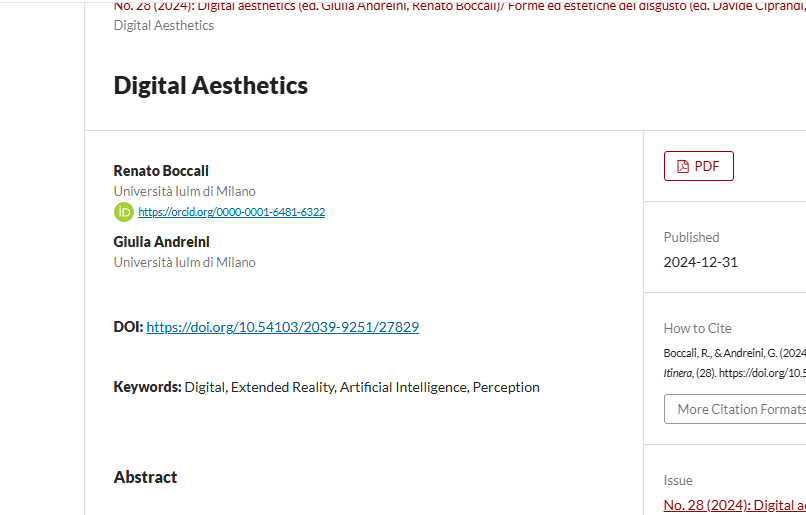 No. 28 (2024): Digital aesthetics (ed. Giulia Andreini, Renato Boccali)/ Forme ed estetiche del disgusto (ed. Davide Ciprandi,
Digital Aesthetics
Digital Aesthetics
Renato Boccali
Università Iulm di Milano
iD https://orcid.org/0000-0001-6481-6322
Giulia Andreini
Università Iulm di Milano
DOI: https://doi.org/10.54103/2039-9251/27829
Keywords: Digital, Extended Reality, Artificial Intelligence, Perception
Abstract
PDF
Published
2024-12-31
How to Cite
Boccali, R., & Andreini, G. (2024
Itinera, (28). https://doi.org/10.5
More Citation Formats
Issue
No. 28 (2024): Digital ae